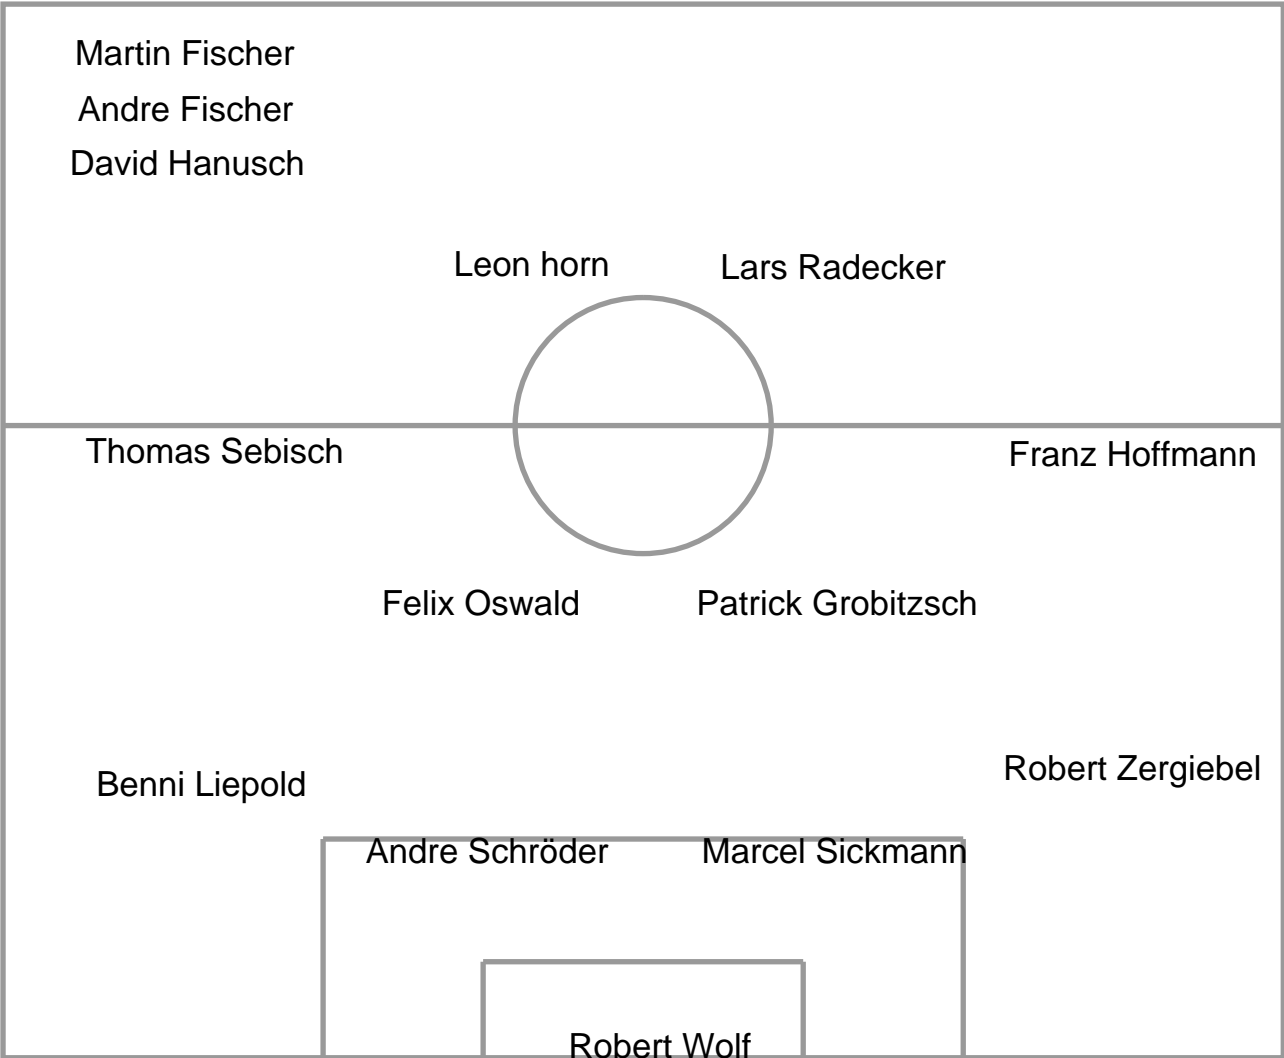 Martin Fischer
Andre Fischer
David Hanusch
Leon horn
Lars Radecker
Thomas Sebisch
Franz Hoffmann
Felix Oswald
Patrick Grobitzsch
Benni Liepold
Robert Zergiebel
Andre Schröder
Marcel Sickmann
Robert Wolf